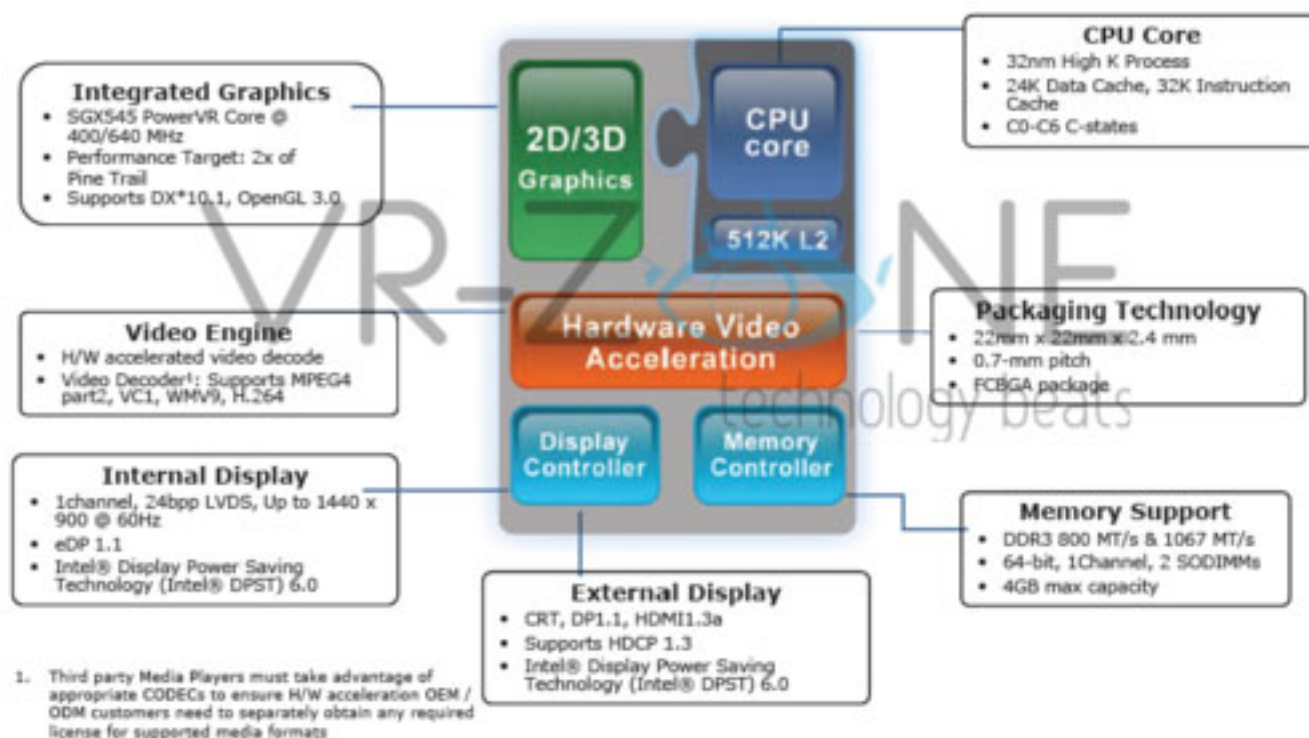 Integrated Graphics
• SGX545 PowerVR Core @
400/640 MHz
• Performance Target: 2x of
Pine Trail
• Supports DX*10.1, OpenGL 3.0
Video Engine
• H/W accelerated video decode
• Video Decoder¹: Supports MPEG4
part2, VC1, WMV9, H.264
Internal Display
• 1channel, 24bpp LVDS, Up to 1440 x
900 @ 60Hz
• eDP 1.1
• Intel® Display Power Saving
Technology (Intel® DPST) 6.0
2D/3D
Graphics
CPU
core
512K L2
Hardware Video
Acceleration
Display
Controller
Memory
Controller
CPU Core
• 32nm High K Process
• 24K Data Cache, 32K Instruction
Cache
• C0-C6 C-states
Packaging Technology
• 22mm x 22mm x 2.4 mm
• 0.7-mm pitch
• FCBGA package
Memory Support
• DDR3 800 MT/s & 1067 MT/s
• 64-bit, 1Channel, 2 SODIMMs
• 4GB max capacity
External Display
• CRT, DP1.1, HDMI1.3a
• Supports HDCP 1.3
• Intel® Display Power Saving
Technology (Intel® DPST) 6.0
1. Third party Media Players must take advantage of
appropriate CODECs to ensure H/W acceleration OEM /
ODM customers need to separately obtain any required
license for supported media formats
VR-ZONE
technology beats